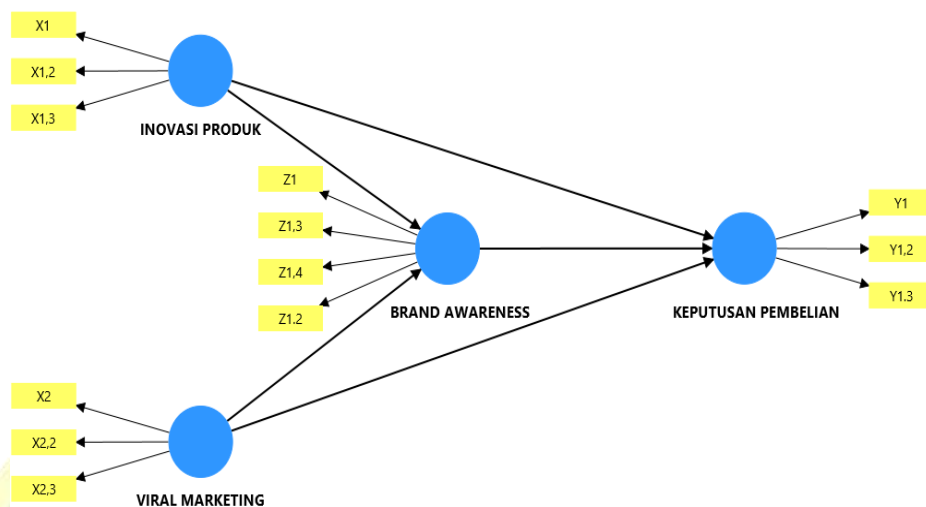 X1
X1,2
X1,3
INOVASI PRODUK
Z1
Z1,3
Z1,4
Z1.2
BRAND AWARENESS
Y1
Y1,2
Y1.3
KEPUTUSAN PEMBELIAN
X2
X2,2
X2,3
VIRAL MARKETING